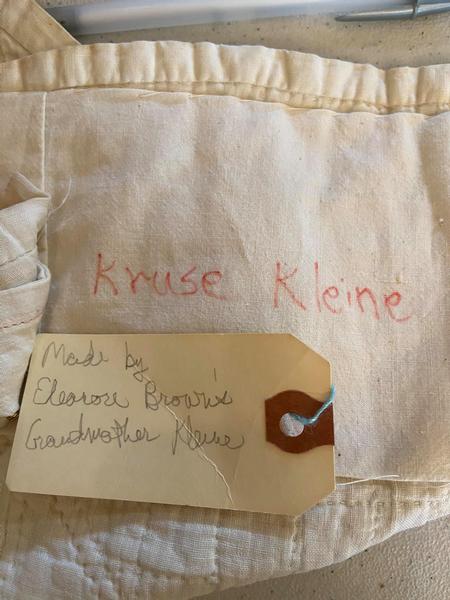 Kruse Kleine
Made by
Eleanore Brown's
Grandmother Kleine